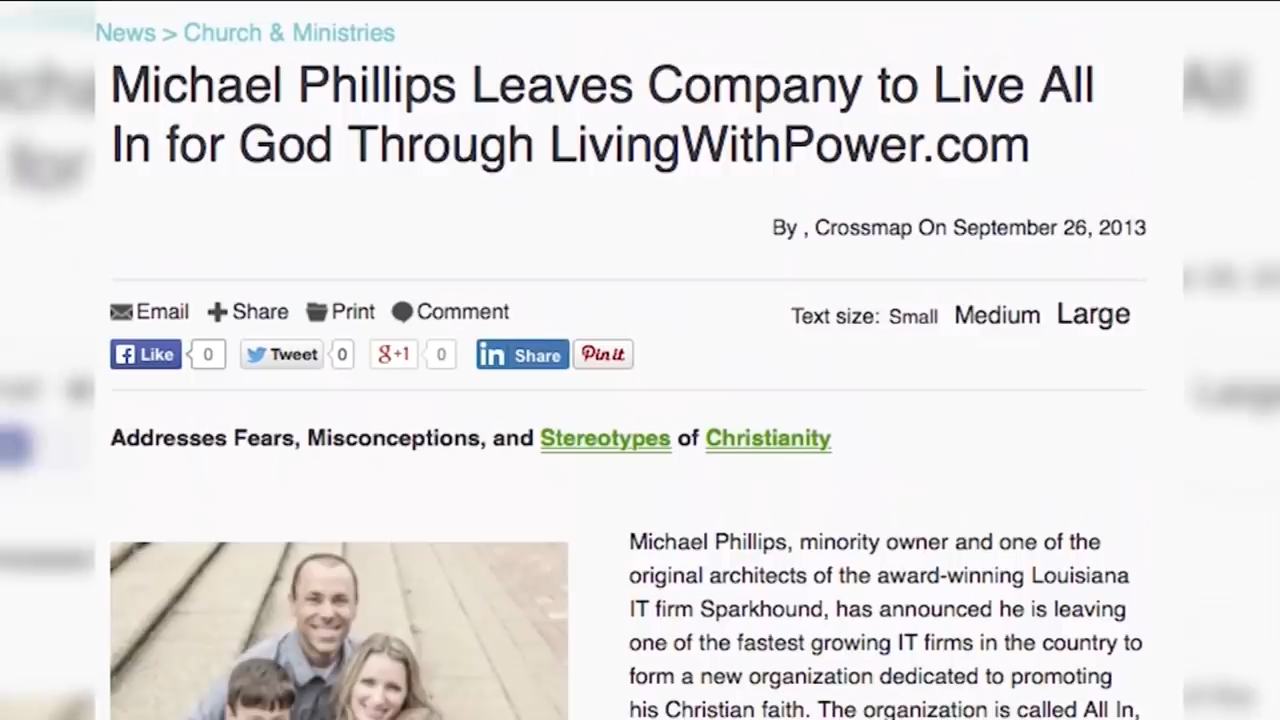 News > Church & Ministries
Michael Phillips Leaves Company to Live All
In for God Through LivingWithPower.com
By , Crossmap On September 26, 2013
Email Share Print Comment Text size: Small Medium Large
Like 0 Tweet 0 g+1 0 in Share Pin it
Addresses Fears, Misconceptions, and Stereotypes of Christianity
Michael Phillips, minority owner and one of the
original architects of the award-winning Louisiana
IT firm Sparkhound, has announced he is leaving
one of the fastest growing IT firms in the country to
form a new organization dedicated to promoting
his Christian faith. The organization is called All In,